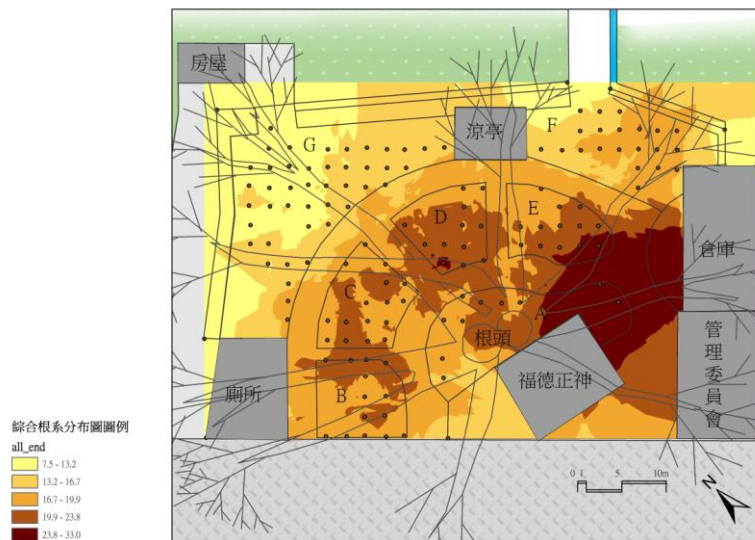 房屋
涼亭
F
G
D
E
倉庫
C
A
根頭
管理委員會
福德正神
廁所
B
綜合根系分布圖圖例
all_end
7.5 - 13.2
13.2 - 16.7
16.7 - 19.9
19.9 - 23.8
23.8 - 33.0
0 1 5 10m
N